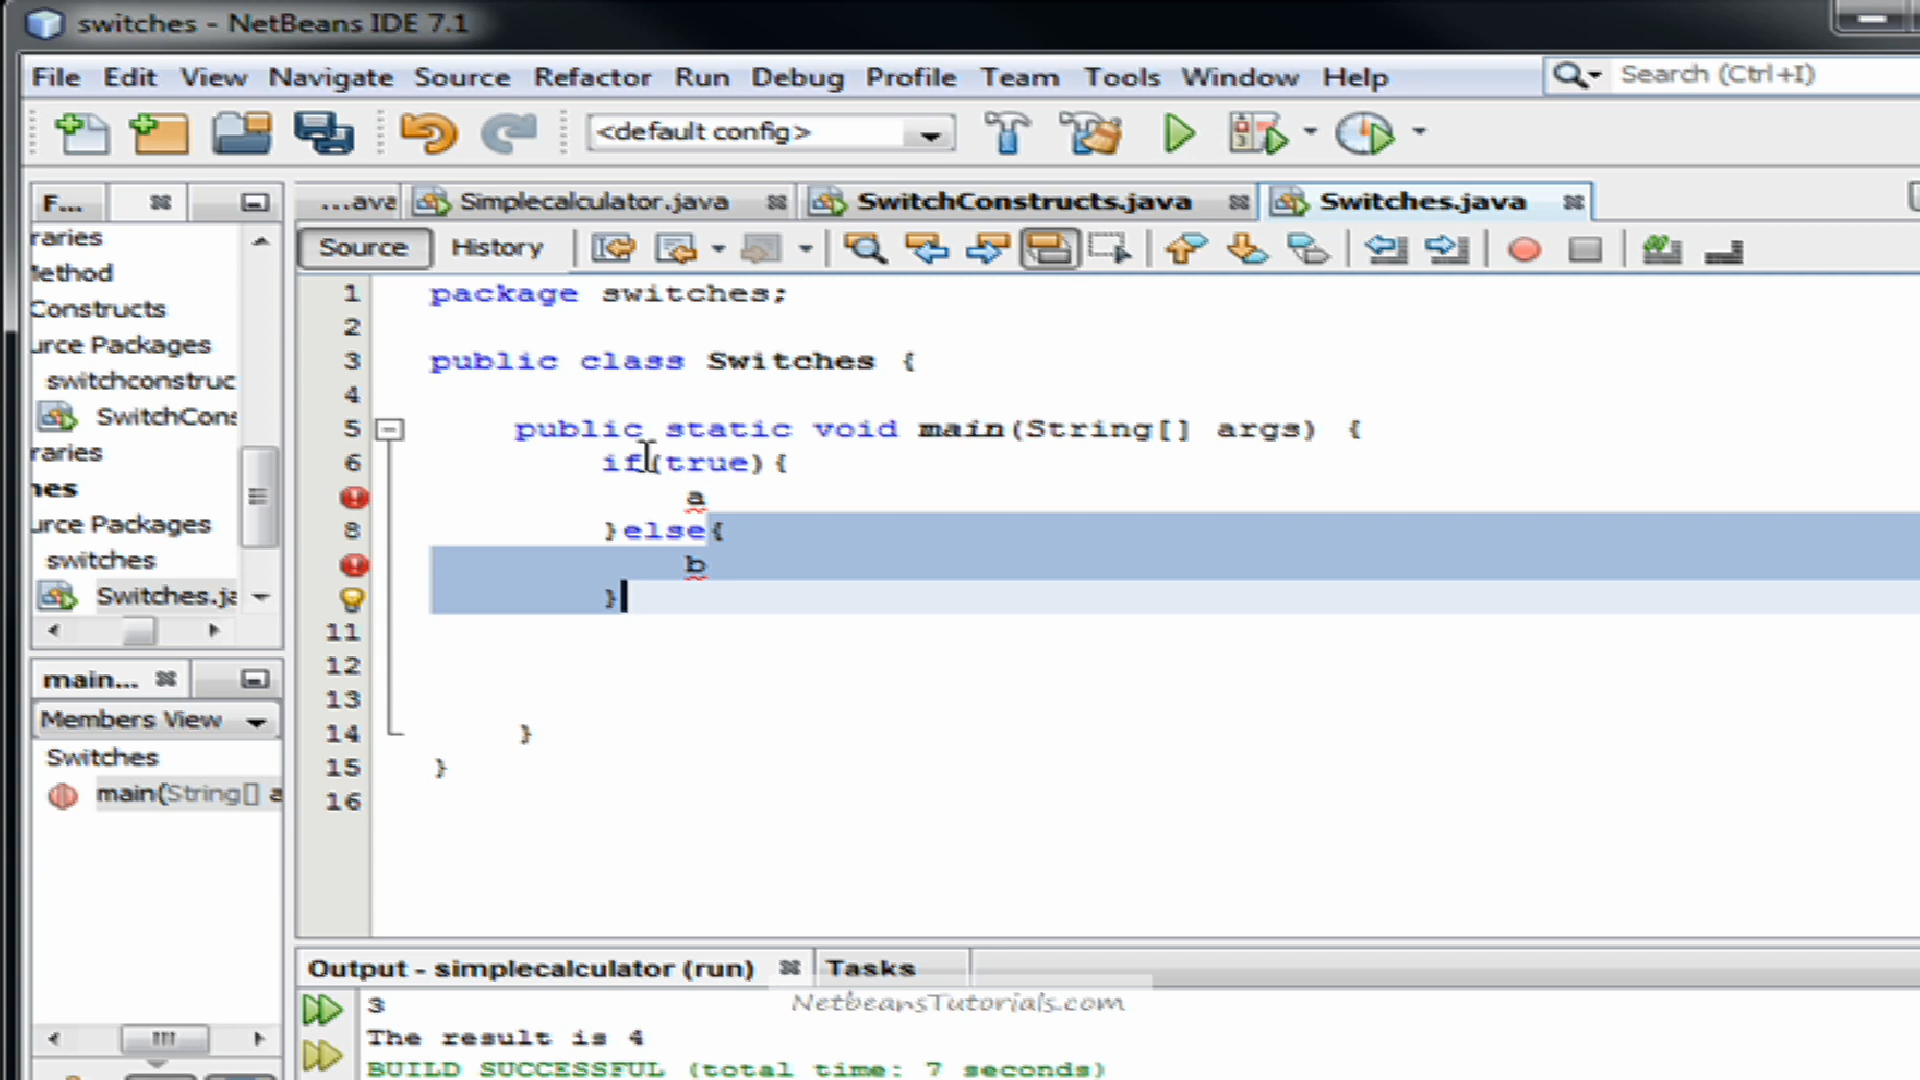 switches - NetBeans IDE 7.1
File Edit View Navigate Source Refactor Run Debug Profile Team Tools Window Help
Search (Ctrl+I)
<default config>
F...
...ava Simplecalculator.java SwitchConstructs.java Switches.java
Source History
raries
Method
Constructs
urce Packages
switchconstruc
SwitchCons
raries
hes
urce Packages
switches
Switches.ja
1 package switches;
2
3 public class Switches {
4
5 public static void main(String[] args) {
6 if(true){
a
8 }else{
b
}
11
12
13
14 }
15 }
16
main...
Members View
Switches
main(String[] a
Output - simplecalculator (run) Tasks
3
The result is 4
BUILD SUCCESSFUL (total time: 7 seconds)
NetbeansTutorials.com